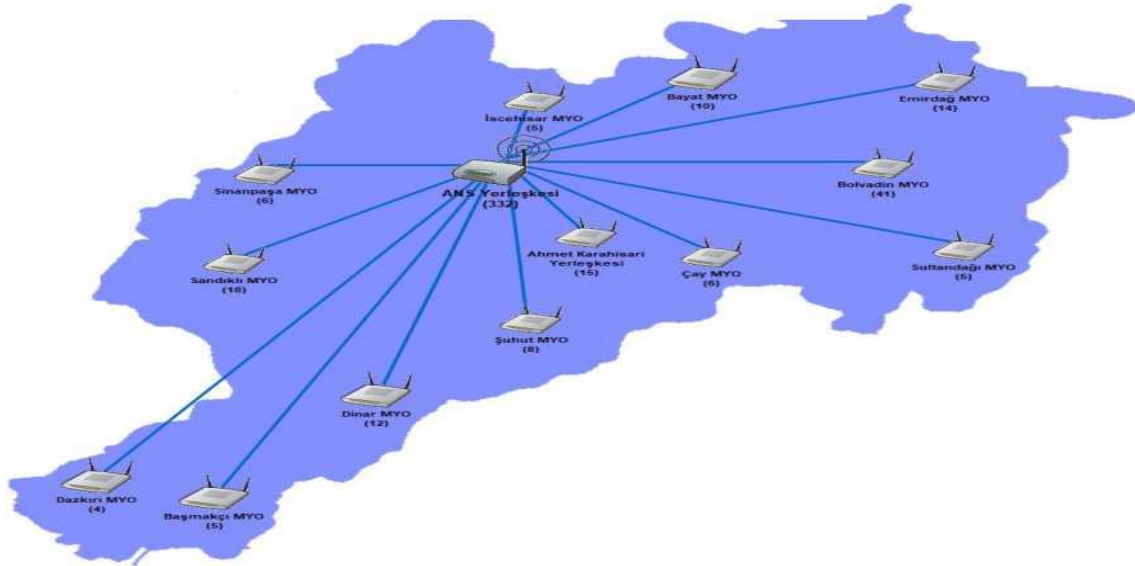 Bayat MYO
(10)
Emirdağ MYO
(14)
İscehisar MYO
(5)
Sinanpaşa MYO
(6)
ANS Yerleşkesi
(332)
Bolvadin MYO
(41)
Sandıklı MYO
(18)
Ahmet Karahisari
Yerleşkesi
(15)
Çay MYO
(6)
Sultandağı MYO
(5)
Şuhut MYO
(8)
Dinar MYO
(12)
Dazkırı MYO
(4)
Başmakçı MYO
(5)